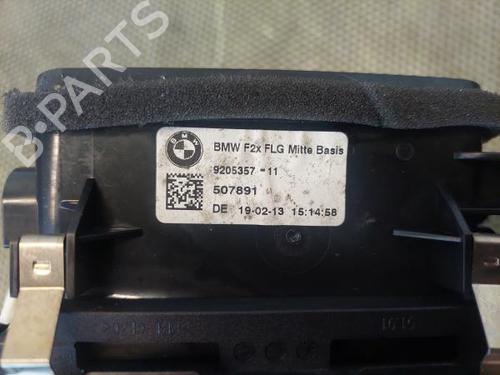 B-PARTS
BMW
BMW F2x FLG Mitte Basis
9205357 -11
507891
DE 19-02-13 15:14:58